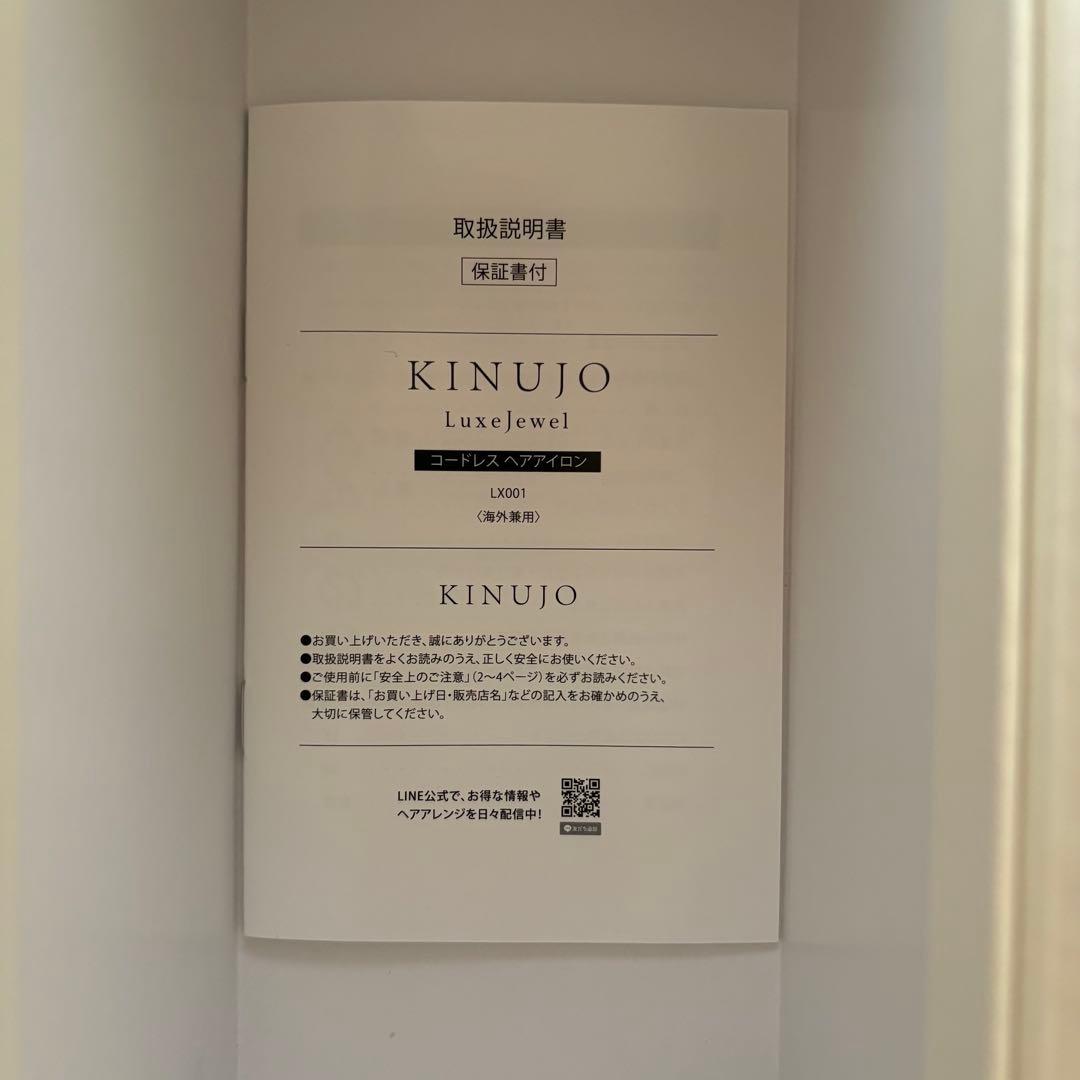 取扱説明書
保証書付
KINUJO
LuxeJewel
コードレス ヘアアイロン
LX001
〈海外兼用〉
KINUJO
●お買い上げいただき、誠にありがとうございます。
●取扱説明書をよくお読みのうえ、正しく安全にお使いください。
●ご使用前に「安全上のご注意」(2〜4ページ)を必ずお読みください。
●保証書は、「お買い上げ日・販売店名」などの記入をお確かめのうえ、
大切に保管してください。
LINE公式で、お得な情報や
ヘアアレンジを日々配信中!
友だち追加